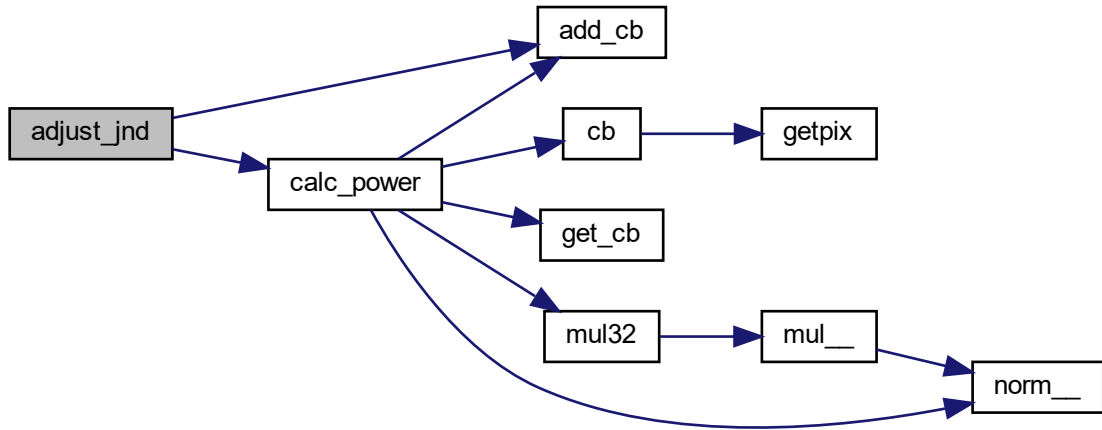 adjust_jnd
add_cb
calc_power
cb
getpix
get_cb
mul32
mul__
norm__